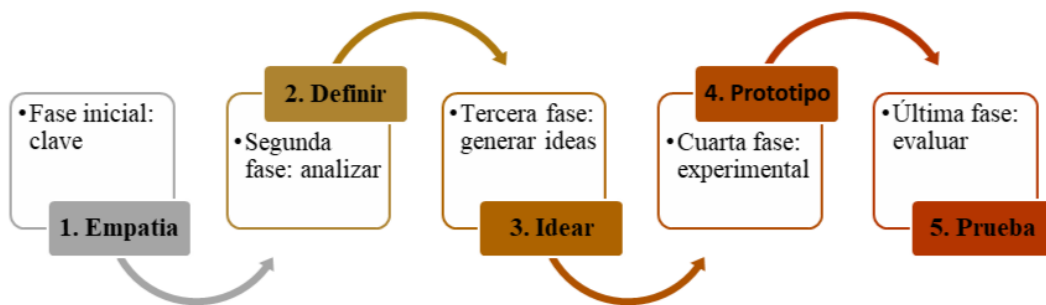 •Fase inicial:
clave
1. Empatia
2. Definir
•Segunda
fase: analizar
•Tercera fase:
generar ideas
3. Idear
4. Prototipo
•Cuarta fase:
experimental
•Última fase:
evaluar
5. Prueba